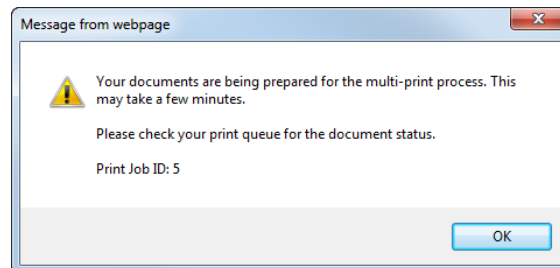 Message from webpage
Your documents are being prepared for the multi-print process. This
may take a few minutes.
Please check your print queue for the document status.
Print Job ID: 5
OK